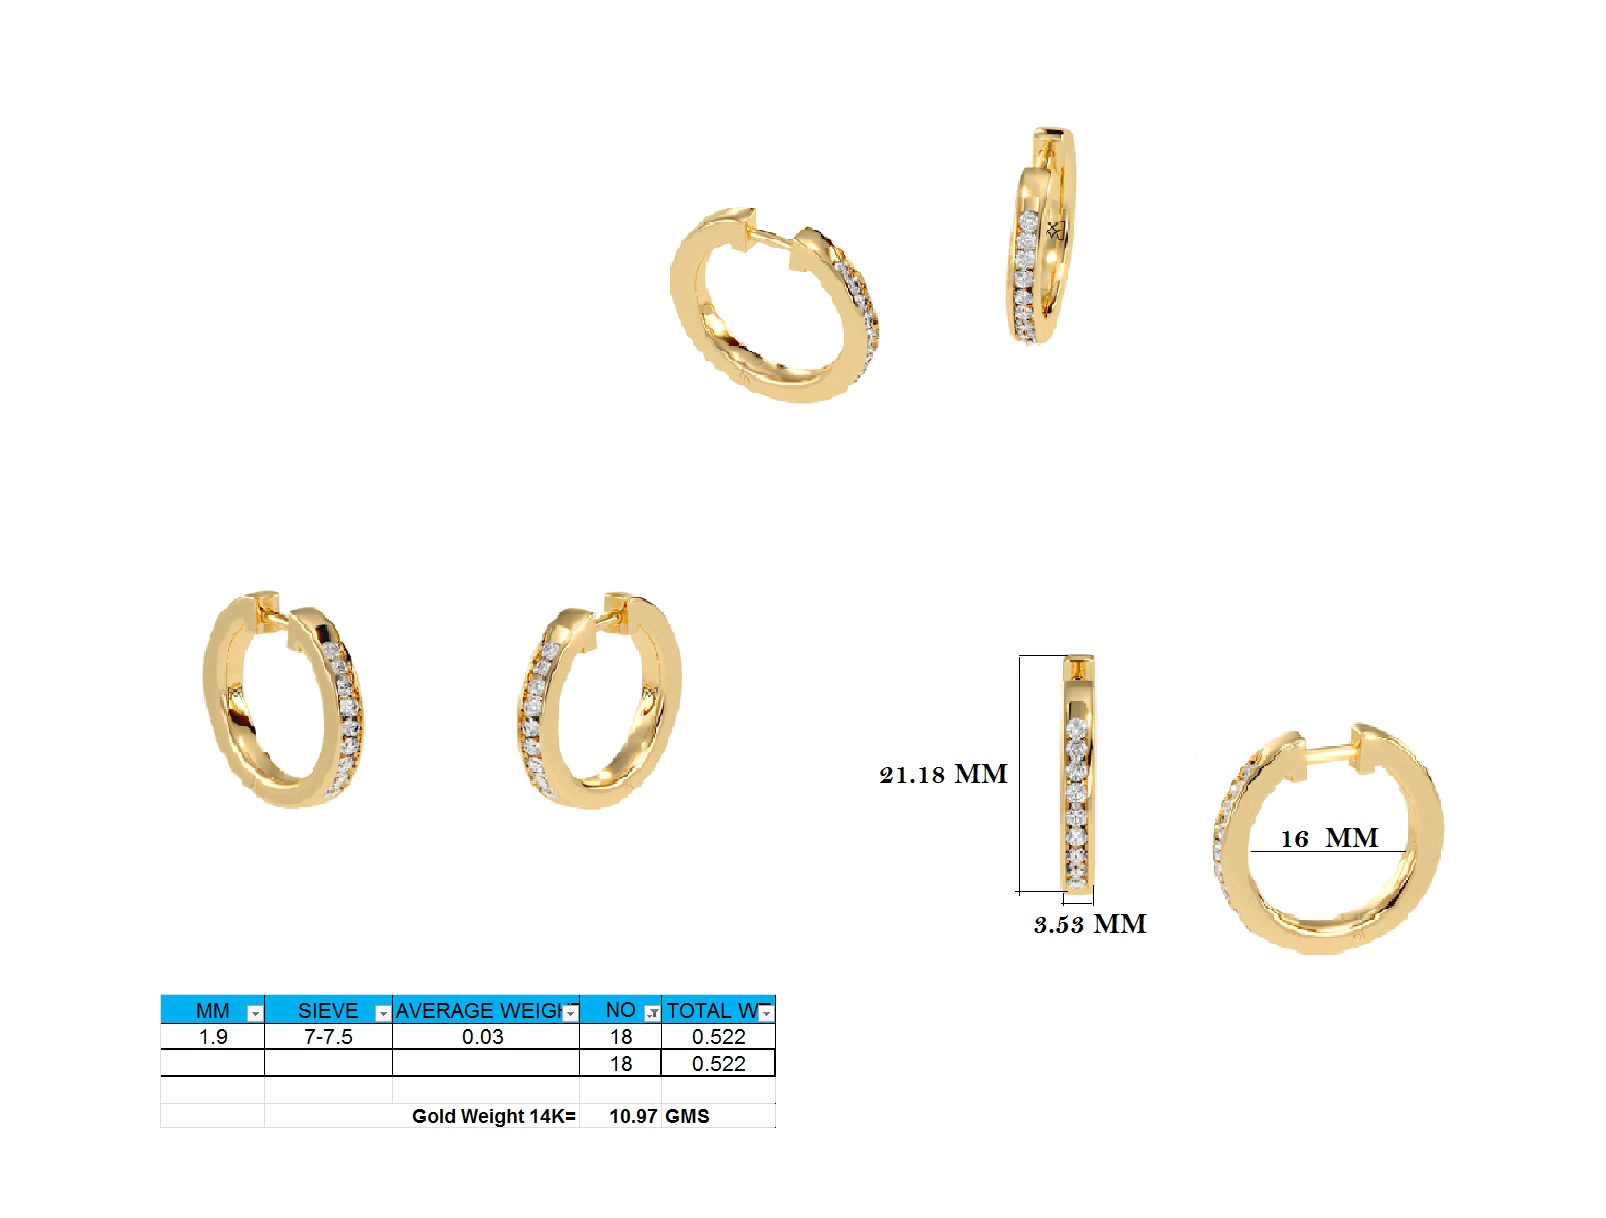 21.18 MM
16 MM
3.53 MM
MM SIEVE AVERAGE NO TOTAL
1.9 7-7.5 0.03 18 0.522
18 0.522
Gold Weight 14K= 10.97 GMS